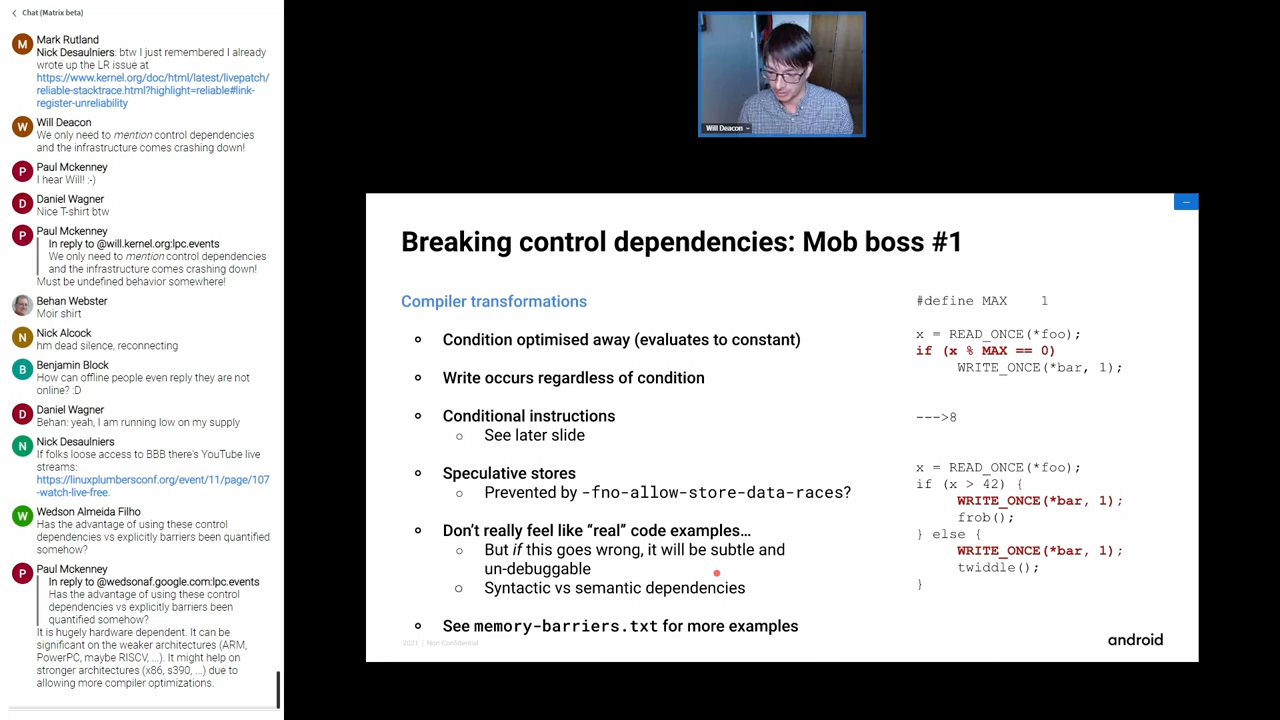 Chat (Matrix beta)
M
Mark Rutland
Nick Desaulniers: btw I just remembered I already
wrote up the LR issue at
https://www.kernel.org/doc/html/latest/livepatch/
reliable-stacktrace.html?highlight=reliable#link-
register-unreliability
W
Will Deacon
We only need to mention control dependencies
and the infrastructure comes crashing down!
P
Paul Mckenney
I hear Will! :-)
D
Daniel Wagner
Nice T-shirt btw
P
Paul Mckenney
In reply to @will.kernel.org:lpc.events
We only need to mention control dependencies
and the infrastructure comes crashing down!
Must be undefined behavior somewhere!
Behan Webster
Moir shirt
N
Nick Alcock
hm dead silence, reconnecting
B
Benjamin Block
How can offline people even reply they are not
online? :D
D
Daniel Wagner
Behan: yeah, I am running low on my supply
N
Nick Desaulniers
If folks loose access to BBB there's YouTube live
streams:
https://linuxplumbersconf.org/event/11/page/107
-watch-live-free.
W
Wedson Almeida Filho
Has the advantage of using these control
dependencies vs explicitly barriers been quantified
somehow?
P
Paul Mckenney
In reply to @wedsonaf.google.com:lpc.events
Has the advantage of using these control
dependencies vs explicitly barriers been
quantified somehow?
It is hugely hardware dependent. It can be
significant on the weaker architectures (ARM,
PowerPC, maybe RISCV, ...). It might help on
stronger architectures (x86, s390, ...) due to
allowing more compiler optimizations.
Will Deacon
Breaking control dependencies: Mob boss #1
Compiler transformations
Condition optimised away (evaluates to constant)
Write occurs regardless of condition
Conditional instructions
See later slide
Speculative stores
Prevented by -fno-allow-store-data-races?
Don't really feel like "real" code examples…
But if this goes wrong, it will be subtle and
un-debuggable
Syntactic vs semantic dependencies
See memory-barriers.txt for more examples
#define MAX 1
x = READ_ONCE(*foo);
if (x % MAX == 0)
WRITE_ONCE(*bar, 1);
--->8
x = READ_ONCE(*foo);
if (x > 42) {
WRITE_ONCE(*bar, 1);
frob();
} else {
WRITE_ONCE(*bar, 1);
twiddle();
}
2021 | Non-Confidential
android